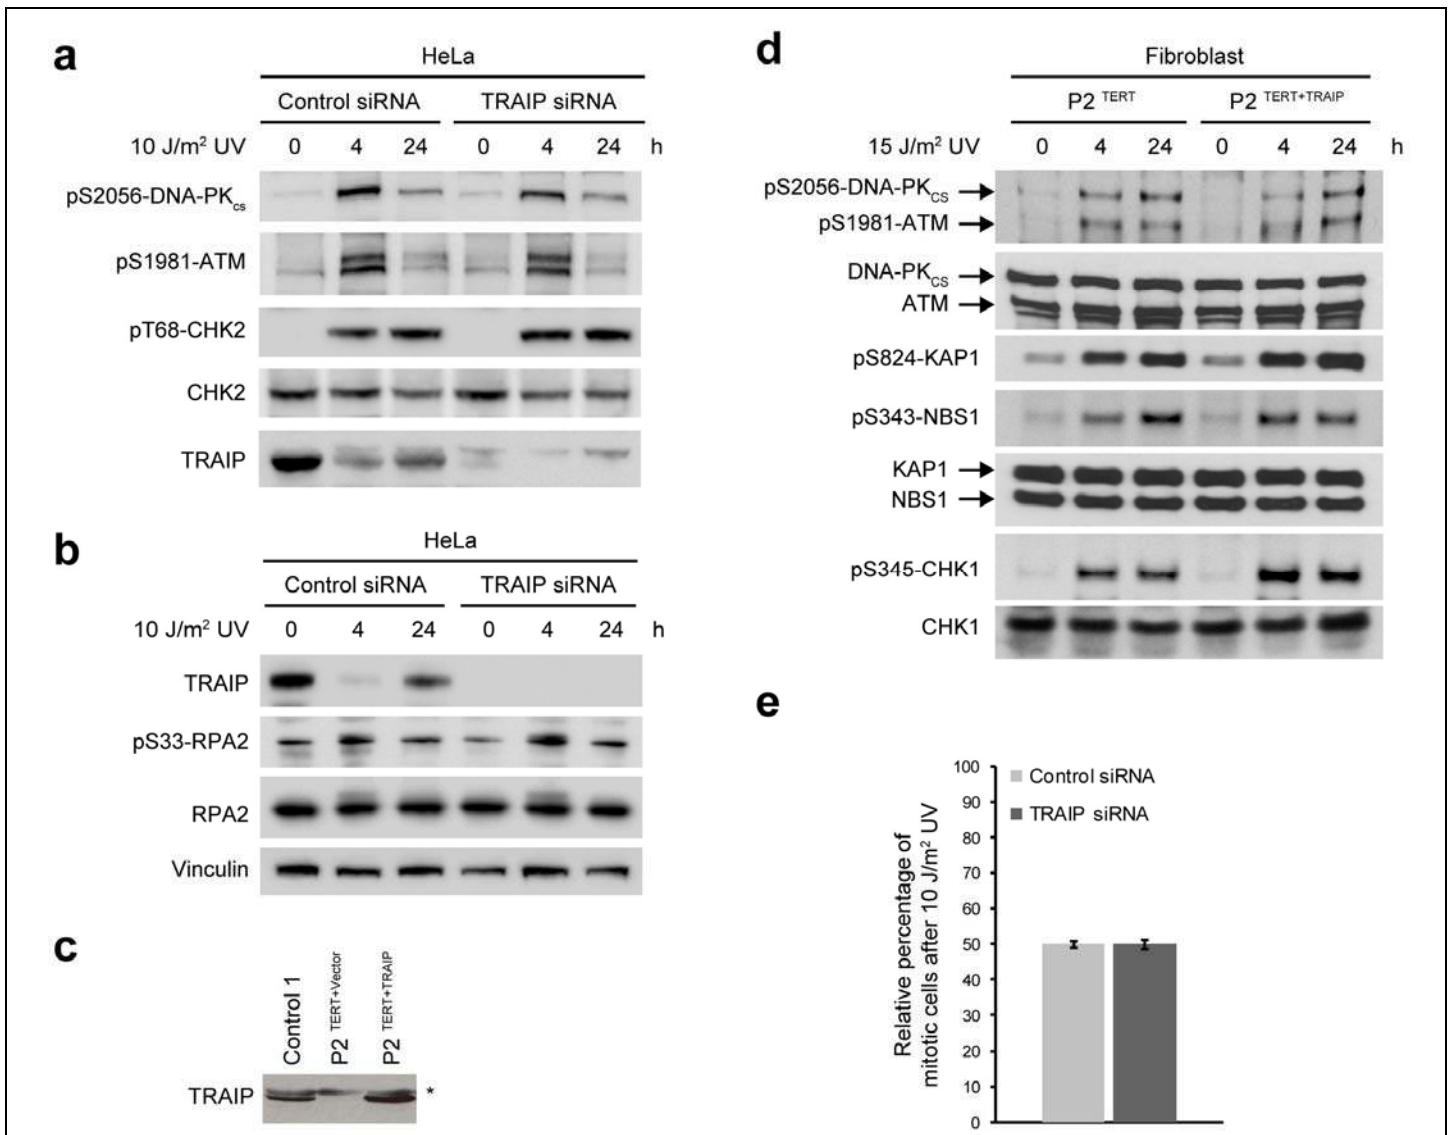 a
HeLa
Control siRNA TRAIP siRNA
10 J/m² UV 0 4 24 0 4 24 h
pS2056-DNA-PKcs
pS1981-ATM
pT68-CHK2
CHK2
TRAIP
b
HeLa
Control siRNA TRAIP siRNA
10 J/m² UV 0 4 24 0 4 24 h
TRAIP
pS33-RPA2
RPA2
Vinculin
c
Control 1
P2 TERT+Vector
P2 TERT+TRAIP
TRAIP *
d
Fibroblast
P2 TERT P2 TERT+TRAIP
15 J/m² UV 0 4 24 0 4 24 h
pS2056-DNA-PKCS
pS1981-ATM
DNA-PKCS
ATM
pS824-KAP1
pS343-NBS1
KAP1
NBS1
pS345-CHK1
CHK1
e
Relative percentage of
mitotic cells after 10 J/m² UV
100
90
80
70
60
50
40
30
20
10
0
Control siRNA
TRAIP siRNA